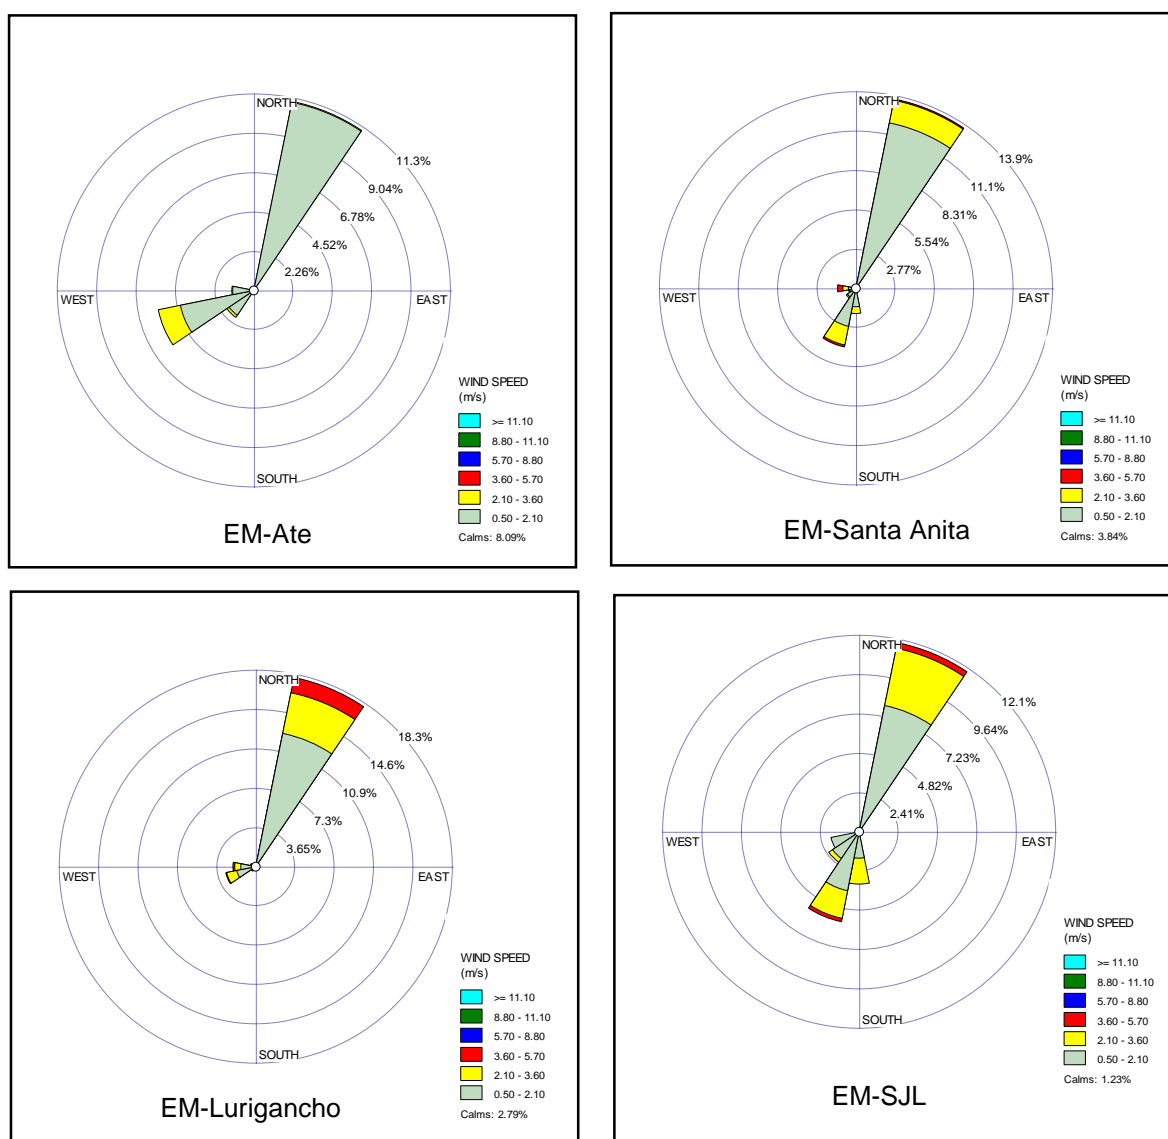 NORTH
11.3%
9.04%
6.78%
4.52%
2.26%
WEST
EAST
SOUTH
WIND SPEED
(m/s)
>= 11.10
8.80 - 11.10
5.70 - 8.80
3.60 - 5.70
2.10 - 3.60
0.50 - 2.10
Calms: 8.09%
EM-Ate
NORTH
13.9%
11.1%
8.31%
5.54%
2.77%
WEST
EAST
SOUTH
WIND SPEED
(m/s)
>= 11.10
8.80 - 11.10
5.70 - 8.80
3.60 - 5.70
2.10 - 3.60
0.50 - 2.10
Calms: 3.84%
EM-Santa Anita
NORTH
18.3%
14.6%
10.9%
7.3%
3.65%
WEST
EAST
SOUTH
WIND SPEED
(m/s)
>= 11.10
8.80 - 11.10
5.70 - 8.80
3.60 - 5.70
2.10 - 3.60
0.50 - 2.10
Calms: 2.79%
EM-Lurigancho
NORTH
12.1%
9.64%
7.23%
4.82%
2.41%
WEST
EAST
SOUTH
WIND SPEED
(m/s)
>= 11.10
8.80 - 11.10
5.70 - 8.80
3.60 - 5.70
2.10 - 3.60
0.50 - 2.10
Calms: 1.23%
EM-SJL